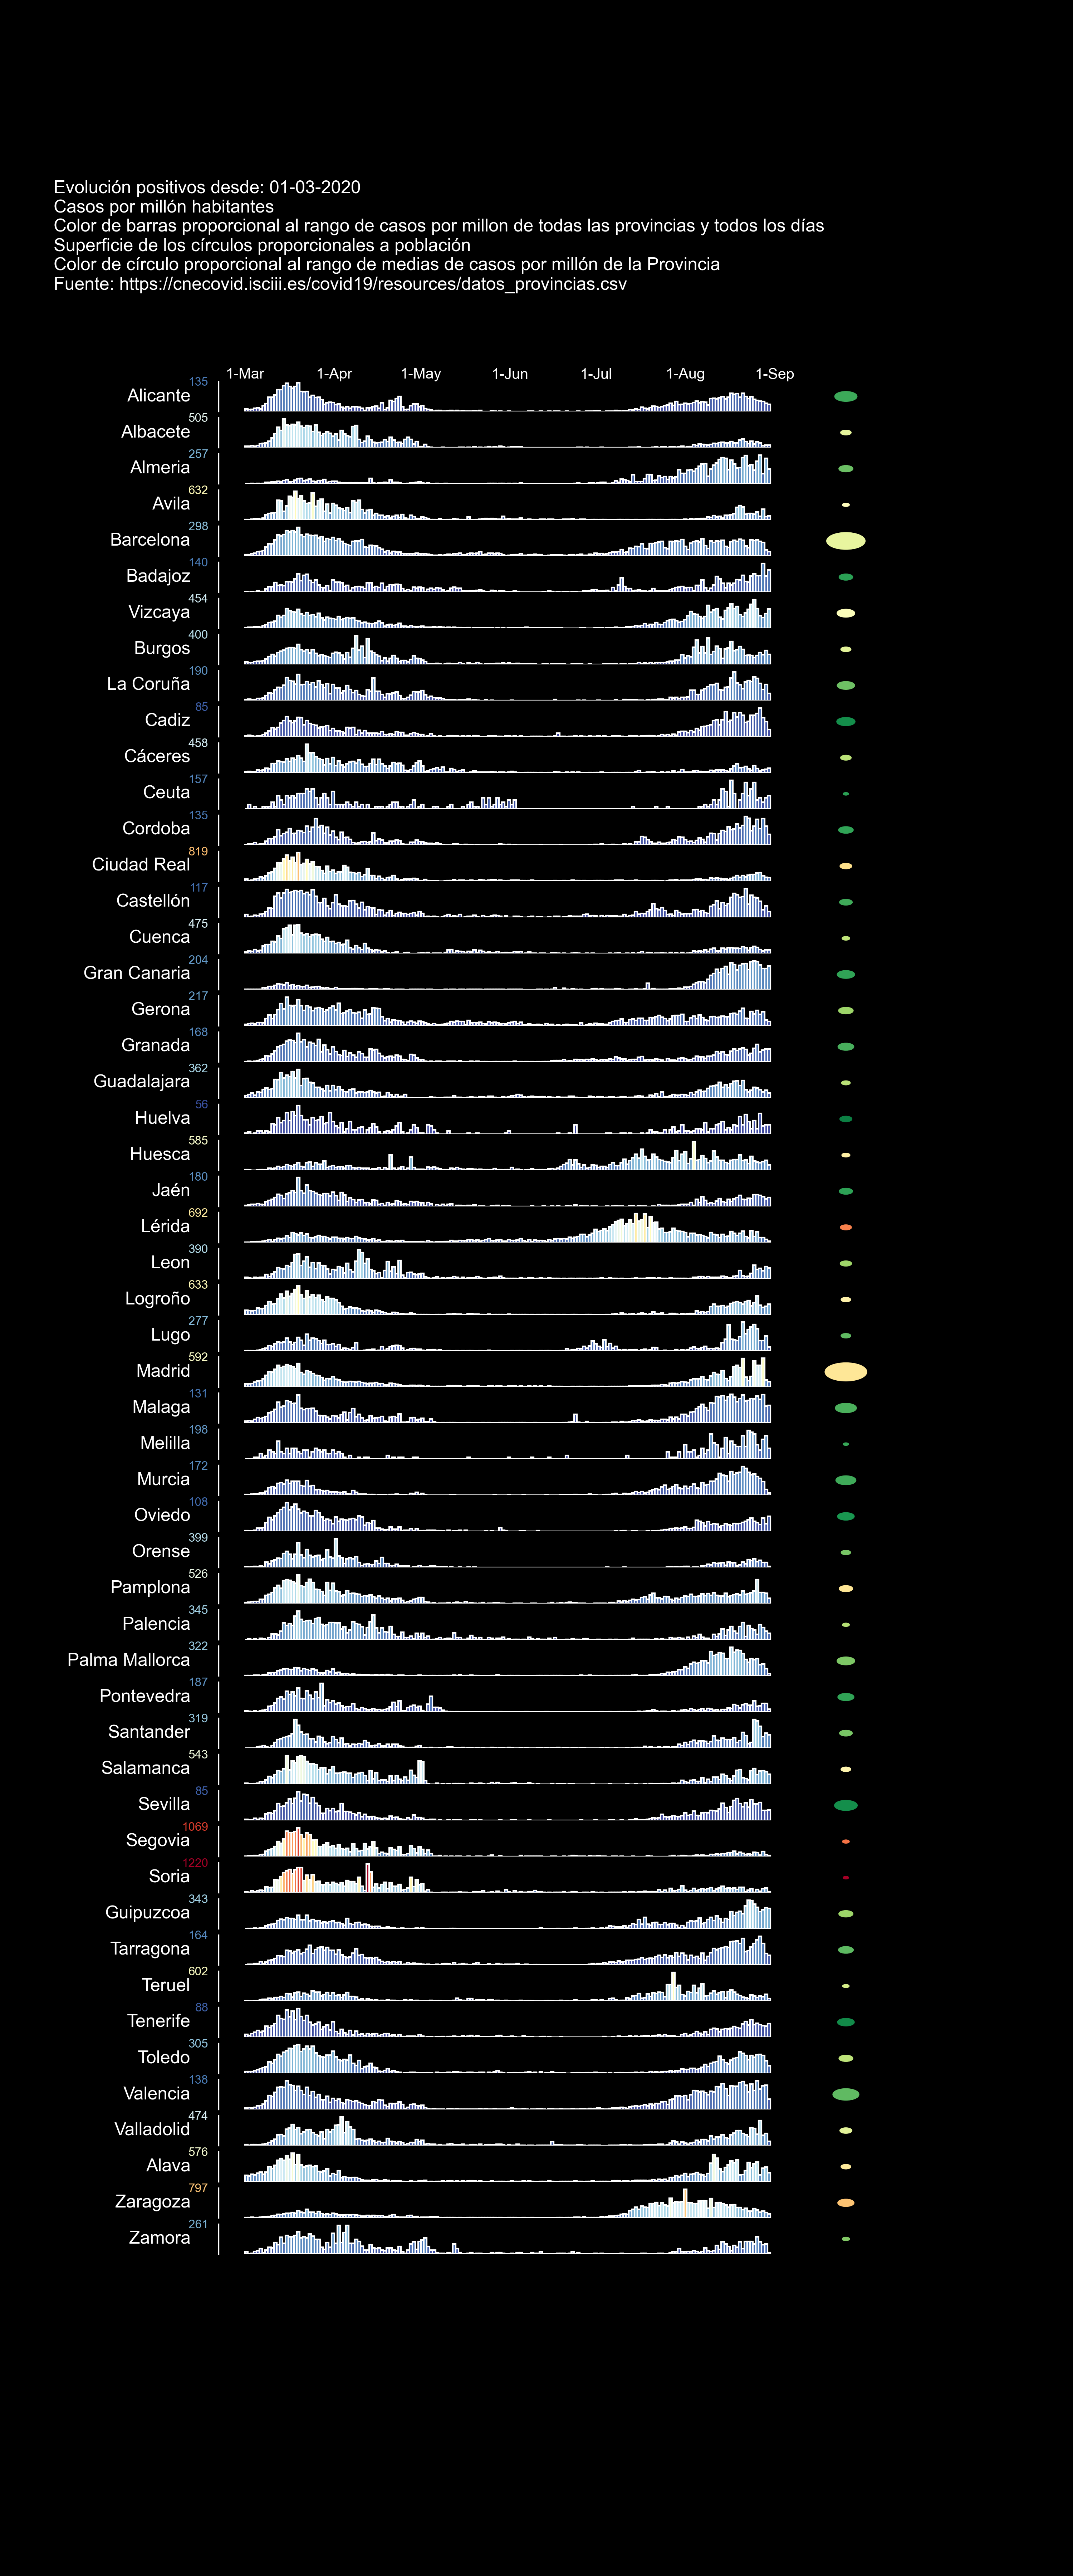 Evolución positivos desde: 01-03-2020
Casos por millón habitantes
Color de barras proporcional al rango de casos por millon de todas las provincias y todos los días
Superficie de los círculos proporcionales a población
Color de círculo proporcional al rango de medias de casos por millón de la Provincia
Fuente: https://cnecovid.isciii.es/covid19/resources/datos_provincias.csv
1-Mar 1-Apr 1-May 1-Jun 1-Jul 1-Aug 1-Sep
Alicante 135
Albacete 505
Almeria 257
Avila 632
Barcelona 298
Badajoz 140
Vizcaya 454
Burgos 400
La Coruña 190
Cadiz 85
Cáceres 458
Ceuta 157
Cordoba 135
Ciudad Real 819
Castellón 117
Cuenca 475
Gran Canaria 204
Gerona 217
Granada 168
Guadalajara 362
Huelva 56
Huesca 585
Jaén 180
Lérida 692
Leon 390
Logroño 633
Lugo 277
Madrid 592
Malaga 131
Melilla 198
Murcia 172
Oviedo 108
Orense 399
Pamplona 526
Palencia 345
Palma Mallorca 322
Pontevedra 187
Santander 319
Salamanca 543
Sevilla 85
Segovia 1069
Soria 1220
Guipuzcoa 343
Tarragona 164
Teruel 602
Tenerife 88
Toledo 305
Valencia 138
Valladolid 474
Alava 576
Zaragoza 797
Zamora 261